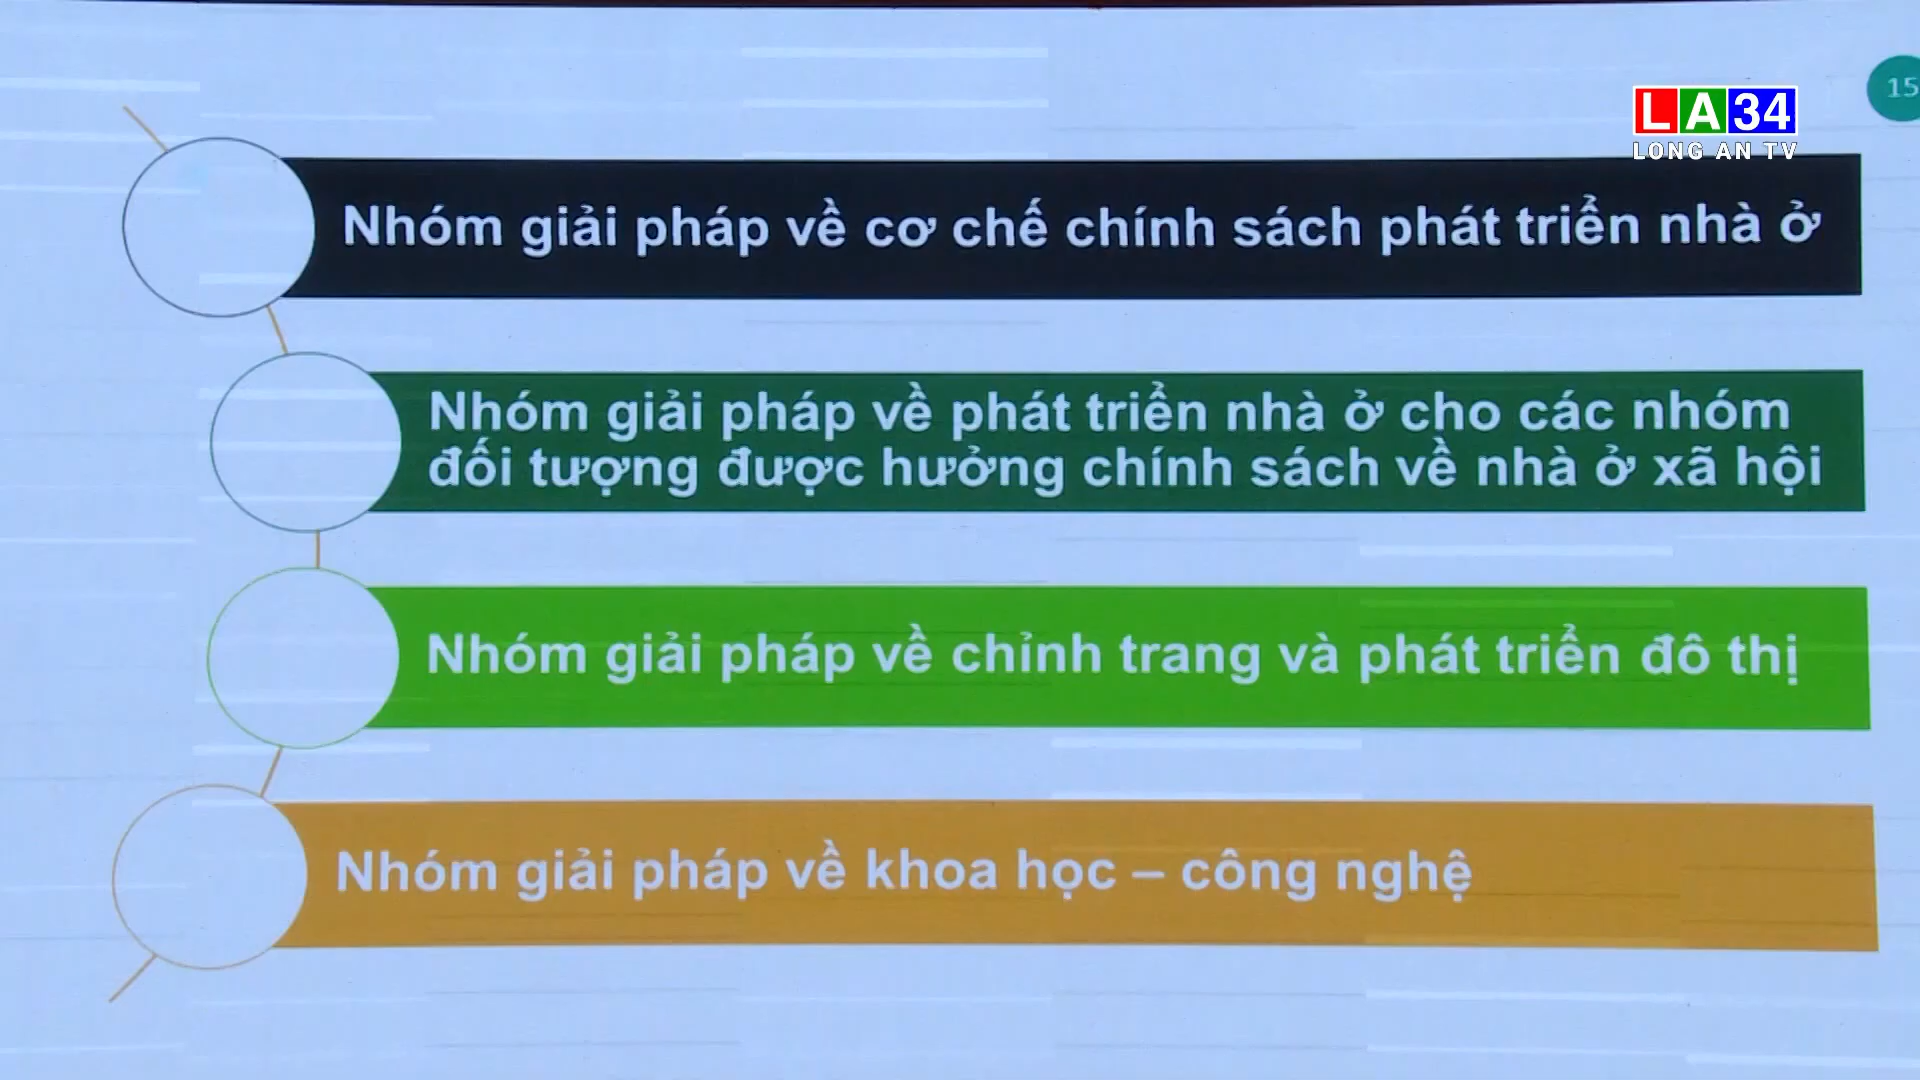 15
LA34
LONG AN TV
Nhóm giải pháp về cơ chế chính sách phát triển nhà ở
Nhóm giải pháp về phát triển nhà ở cho các nhóm
đối tượng được hưởng chính sách về nhà ở xã hội
Nhóm giải pháp về chỉnh trang và phát triển đô thị
Nhóm giải pháp về khoa học – công nghệ